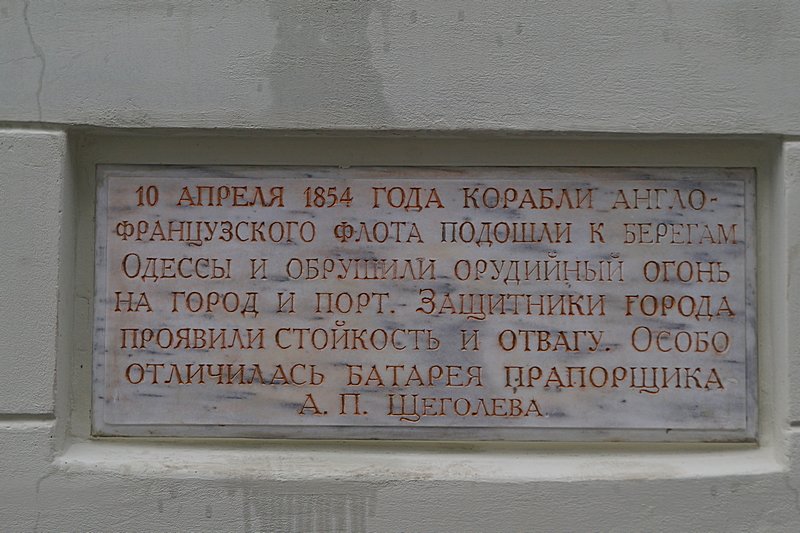 10 АПРЕЛЯ 1854 ГОДА КОРАБЛИ АНГЛО-
ФРАНЦУЗСКОГО ФЛОТА ПОДОШЛИ К БЕРЕГАМ
ОДЕССЫ И ОБРУШИЛИ ОРУДИЙНЫЙ ОГОНЬ
НА ГОРОД И ПОРТ. ЗАЩИТНИКИ ГОРОДА
ПРОЯВИЛИ СТОЙКОСТЬ И ОТВАГУ. ОСОБО
ОТЛИЧИЛАСЬ БАТАРЕЯ ПРАПОРЩИКА
А. П. ЩЕГОЛЕВА.